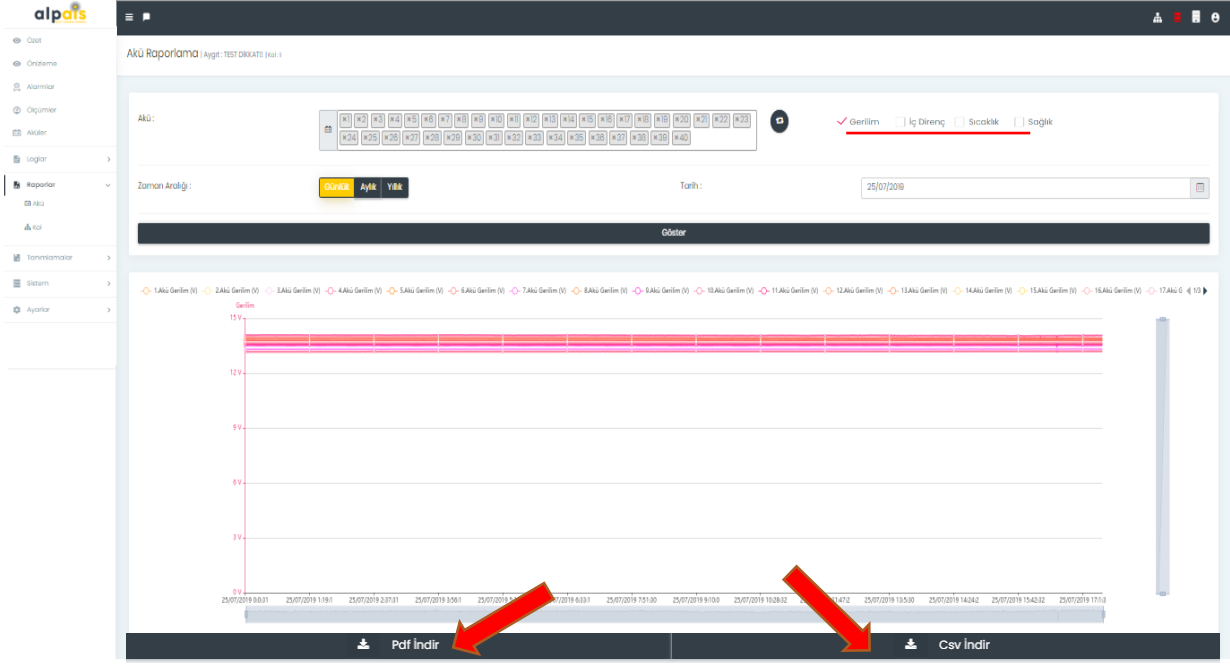 alpais
Özet
Önizleme
Alarmlar
Ölçümler
Aküler
Loglar
Raporlar
Akü
Kol
Tanımlamalar
Sistem
Ayarlar
Akü Raporlama | Aygıt : TEST DİKKAT!! | Kol : 1
Akü :
×1 ×2 ×3 ×4 ×5 ×6 ×7 ×8 ×9 ×10 ×11 ×12 ×13 ×14 ×15 ×16 ×17 ×18 ×19 ×20 ×21 ×22 ×23
×24 ×25 ×26 ×27 ×28 ×29 ×30 ×31 ×32 ×33 ×34 ×35 ×36 ×37 ×38 ×39 ×40
Gerilim İç Direnç Sıcaklık Sağlık
Zaman Aralığı :
Günlük Aylık Yıllık
Tarih :
25/07/2019
Göster
1.Akü Gerilim (V) 2.Akü Gerilim (V) 3.Akü Gerilim (V) 4.Akü Gerilim (V) 5.Akü Gerilim (V) 6.Akü Gerilim (V) 7.Akü Gerilim (V) 8.Akü Gerilim (V) 9.Akü Gerilim (V) 10.Akü Gerilim (V) 11.Akü Gerilim (V) 12.Akü Gerilim (V) 13.Akü Gerilim (V) 14.Akü Gerilim (V) 15.Akü Gerilim (V) 16.Akü Gerilim (V) 17.Akü G 1/3
Gerilim
15 V
12 V
9 V
6 V
3 V
0 V
25/07/2019 0:0:31 25/07/2019 1:19:1 25/07/2019 2:37:31 25/07/2019 3:56:1 25/07/2019 25/07/2019 7:51:30 25/07/2019 9:10:0 25/07/2019 10:28:32 25/07/2019 13:5:30 25/07/2019 14:24:2 25/07/2019 15:42:32
Pdf İndir
Csv İndir